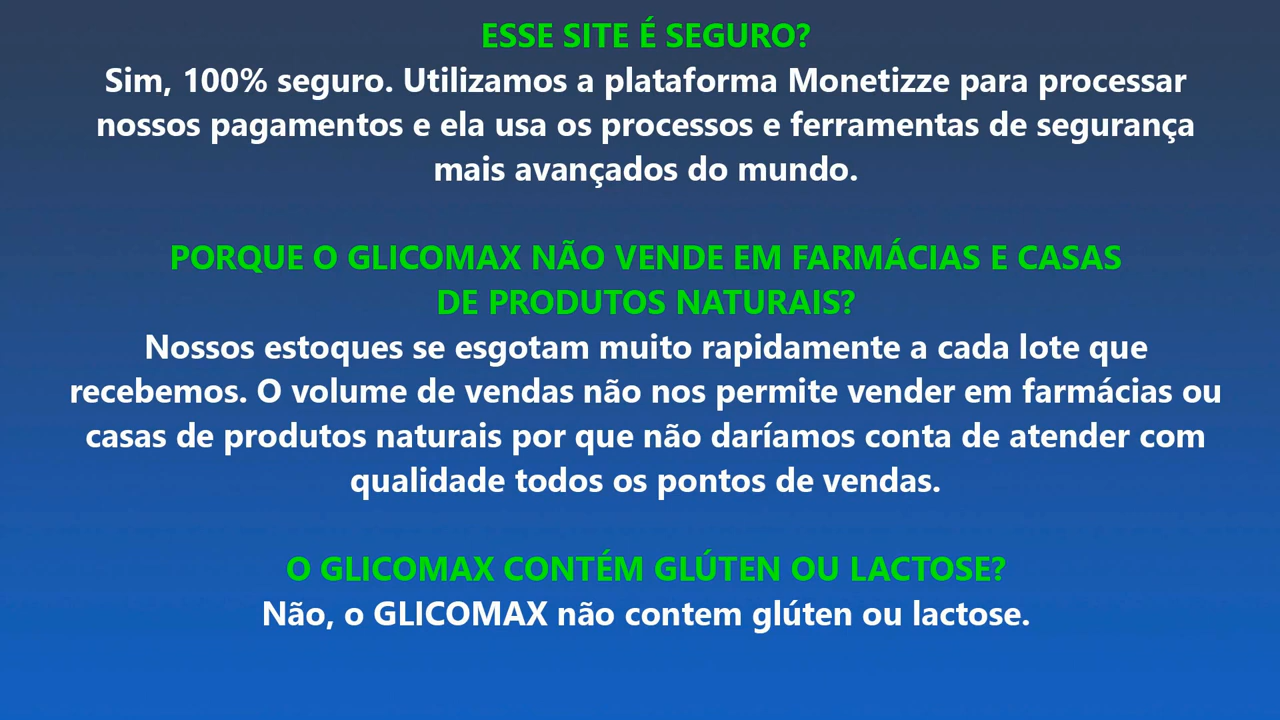 ESSE SITE É SEGURO?
Sim, 100% seguro. Utilizamos a plataforma Monetizze para processar
nossos pagamentos e ela usa os processos e ferramentas de segurança
mais avançados do mundo.
PORQUE O GLICOMAX NÃO VENDE EM FARMÁCIAS E CASAS
DE PRODUTOS NATURAIS?
Nossos estoques se esgotam muito rapidamente a cada lote que
recebemos. O volume de vendas não nos permite vender em farmácias ou
casas de produtos naturais por que não daríamos conta de atender com
qualidade todos os pontos de vendas.
O GLICOMAX CONTÉM GLÚTEN OU LACTOSE?
Não, o GLICOMAX não contem glúten ou lactose.